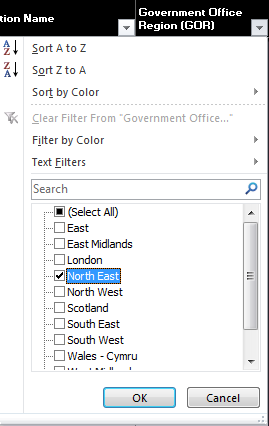 tion Name
Government Office
Region (GOR)
Sort A to Z
Sort Z to A
Sort by Color
Clear Filter From "Government Office..."
Filter by Color
Text Filters
Search
(Select All)
East
East Midlands
London
North East
North West
Scotland
South East
South West
Wales - Cymru
West Midlands
OK
Cancel